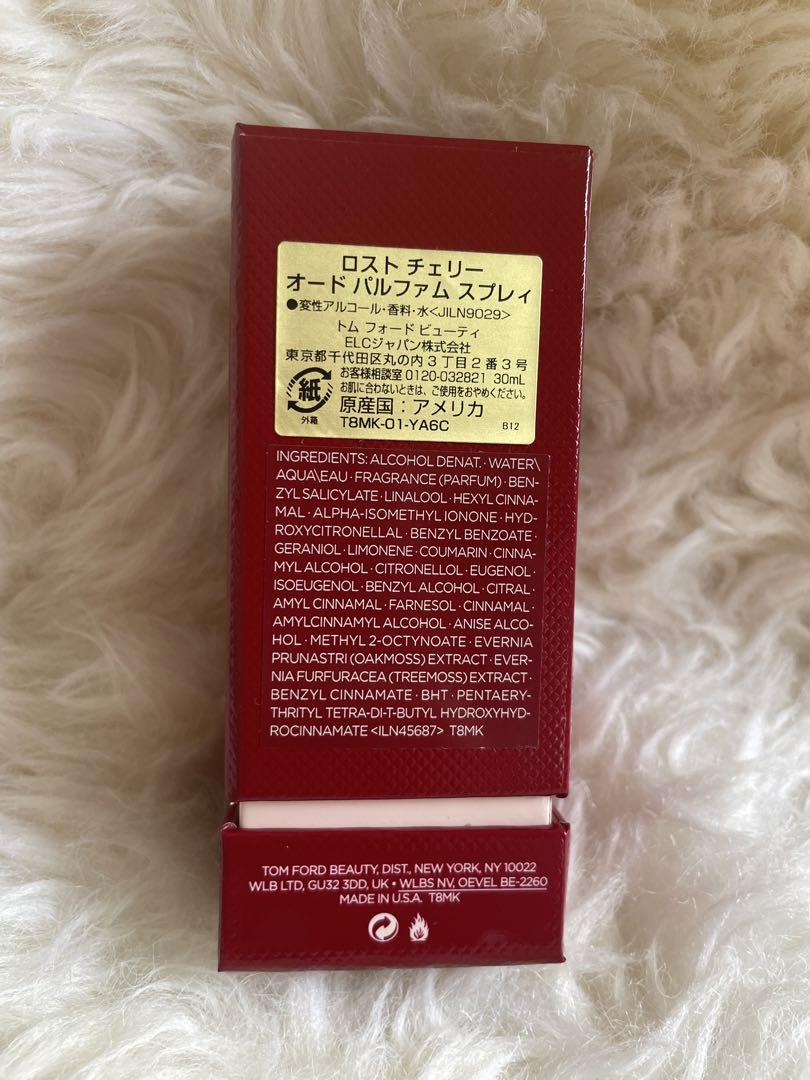 ロスト チェリー
オード パルファム スプレィ
●変性アルコール・香料・水<JILN9029>
トム フォード ビューティ
ELCジャパン株式会社
東京都千代田区丸の内3丁目2番3号
お客様相談室 0120-032821 30mL
お肌に合わないときは、ご使用をおやめください。
紙
外箱
原産国:アメリカ
T8MK-01-YA6C B12
INGREDIENTS: ALCOHOL DENAT. · WATER\
AQUA\EAU · FRAGRANCE (PARFUM) · BEN-
ZYL SALICYLATE · LINALOOL · HEXYL CINNA-
MAL · ALPHA-ISOMETHYL IONONE · HYD-
ROXYCITRONELLAL · BENZYL BENZOATE ·
GERANIOL · LIMONENE · COUMARIN · CINNA-
MYL ALCOHOL · CITRONELLOL · EUGENOL ·
ISOEUGENOL · BENZYL ALCOHOL · CITRAL ·
AMYL CINNAMAL · FARNESOL · CINNAMAL ·
AMYLCINNAMYL ALCOHOL · ANISE ALCO-
HOL · METHYL 2-OCTYNOATE · EVERNIA
PRUNASTRI (OAKMOSS) EXTRACT · EVER-
NIA FURFURACEA (TREEMOSS) EXTRACT ·
BENZYL CINNAMATE · BHT · PENTAERY-
THRITYL TETRA-DI-T-BUTYL HYDROXYHYD-
ROCINNAMATE <ILN45687> T8MK
TOM FORD BEAUTY, DIST., NEW YORK, NY 10022
WLB LTD, GU32 3DD, UK • WLBS NV, OEVEL BE-2260
MADE IN U.S.A. T8MK